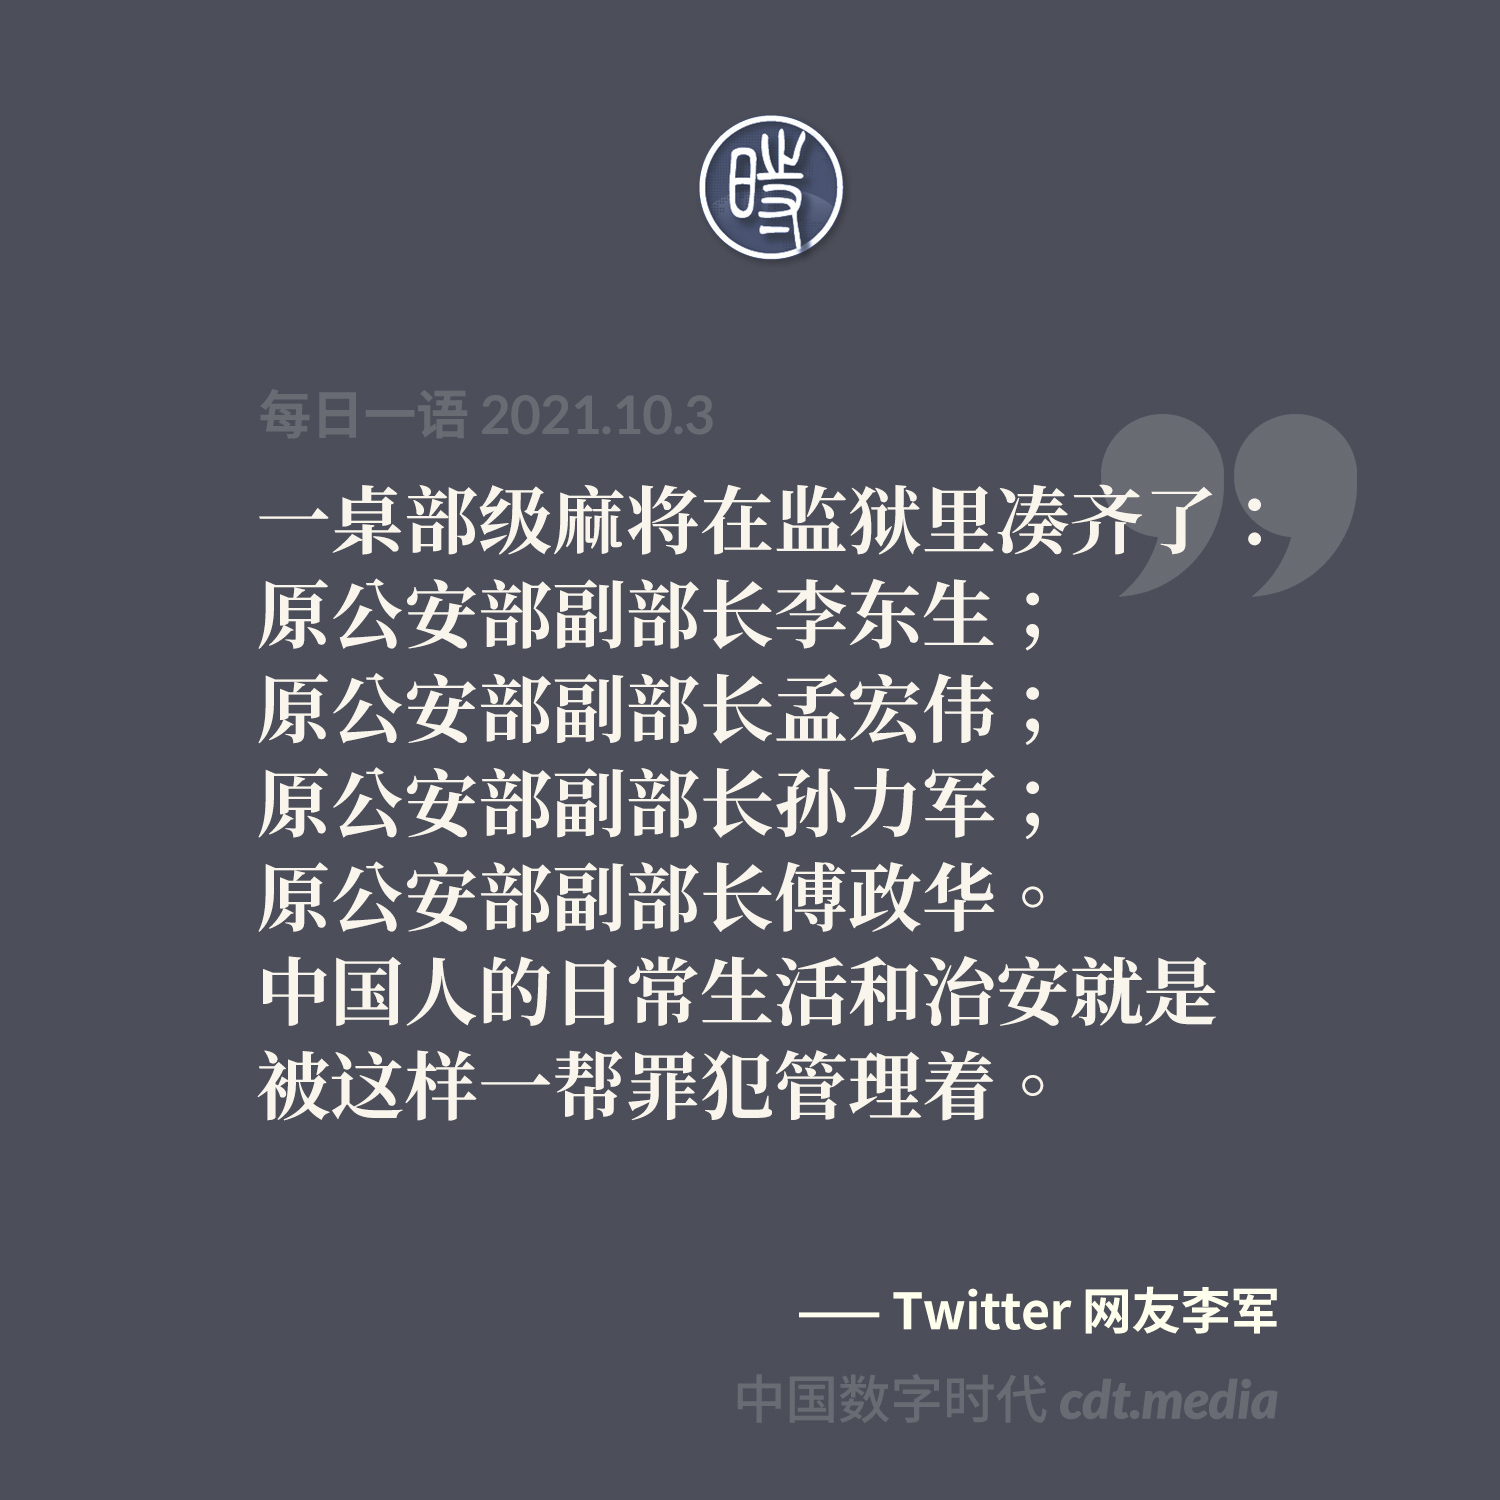 時
每日一语 2021.10.3
一桌部级麻将在监狱里凑齐了：
原公安部副部长李东生；
原公安部副部长孟宏伟；
原公安部副部长孙力军；
原公安部副部长傅政华。
中国人的日常生活和治安就是
被这样一帮罪犯管理着。
—— Twitter 网友李军
中国数字时代 cdt.media